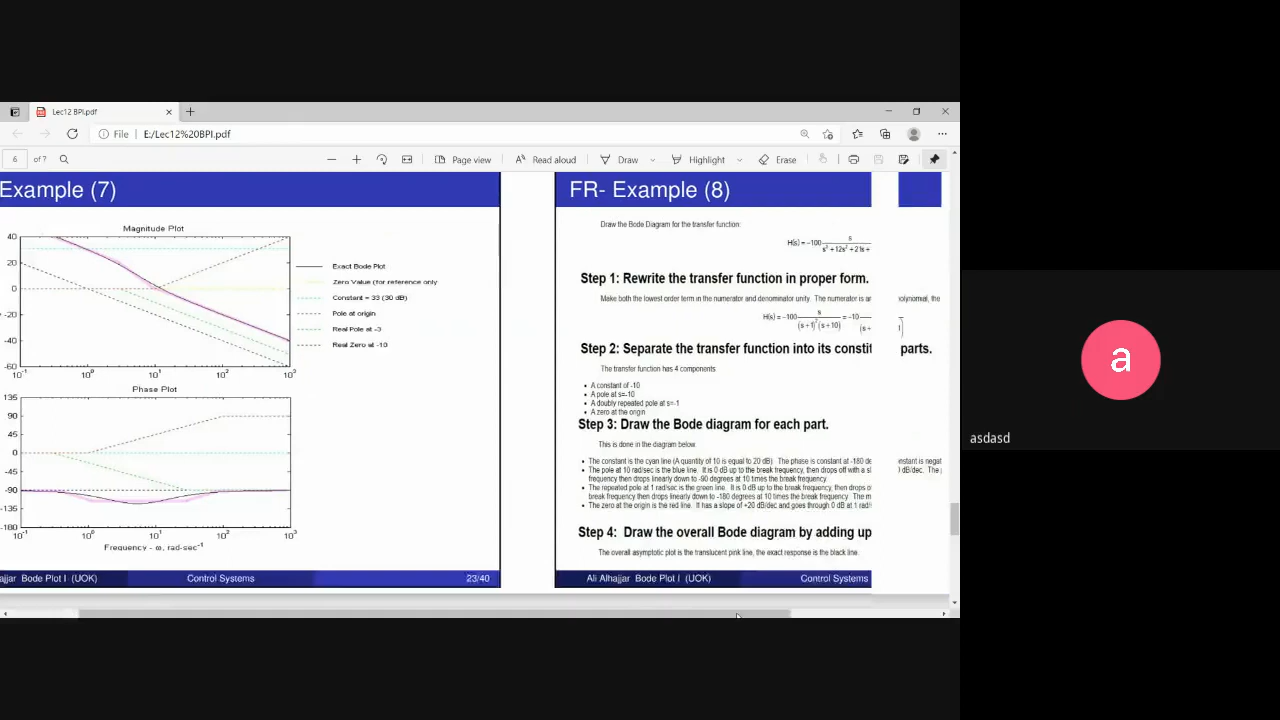 Lec12 BPI.pdf
File
E:/Lec12%20BPI.pdf
6 of 7
Page view
Read aloud
Draw
Highlight
Erase
Example (7)
Magnitude Plot
40
20
0
-20
-40
-60
10-1 100 101 102 103
Exact Bode Plot
Zero Value (for reference only
Constant = 33 (30 dB)
Pole at origin
Real Pole at -3
Real Zero at -10
Phase Plot
135
90
45
0
-45
-90
-135
-180
10-1 100 101 102 103
Frequency - ω, rad-sec-1
Bode Plot I (UOK)
Control Systems
23/40
FR- Example (8)
Draw the Bode Diagram for the transfer function:
H(s) = -100 s
Step 1: Rewrite the transfer function in proper form.
Make both the lowest order term in the numerator and denominator unity. The numerator is an
H(s) = -100 s / (s+1)2(s+10) = -10
Step 2: Separate the transfer function into its parts.
The transfer function has 4 components
• A constant of -10
• A pole at s=-10
• A doubly repeated pole at s=-1
• A zero at the origin
Step 3: Draw the Bode diagram for each part.
This is done in the diagram below.
• The constant is the cyan line (A quantity of 10 is equal to 20 dB). The phase is constant at -180
• The pole at 10 rad/sec is the blue line. It is 0 dB up to the break frequency, then drops off with a
frequency then drops linearly down to -90 degrees at 10 times the break frequency.
• The repeated pole at 1 rad/sec is the green line. It is 0 dB up to the break frequency, then drops
break frequency then drops linearly down to -180 degrees at 10 times the break frequency. The
• The zero at the origin is the red line. It has a slope of +20 dB/dec and goes through 0 dB at 1
Step 4: Draw the overall Bode diagram by adding up
The overall asymptotic plot is the translucent pink line, the exact response is the black line.
Ali Alhajjar Bode Plot I (UOK)
Control Systems
a
asdasd